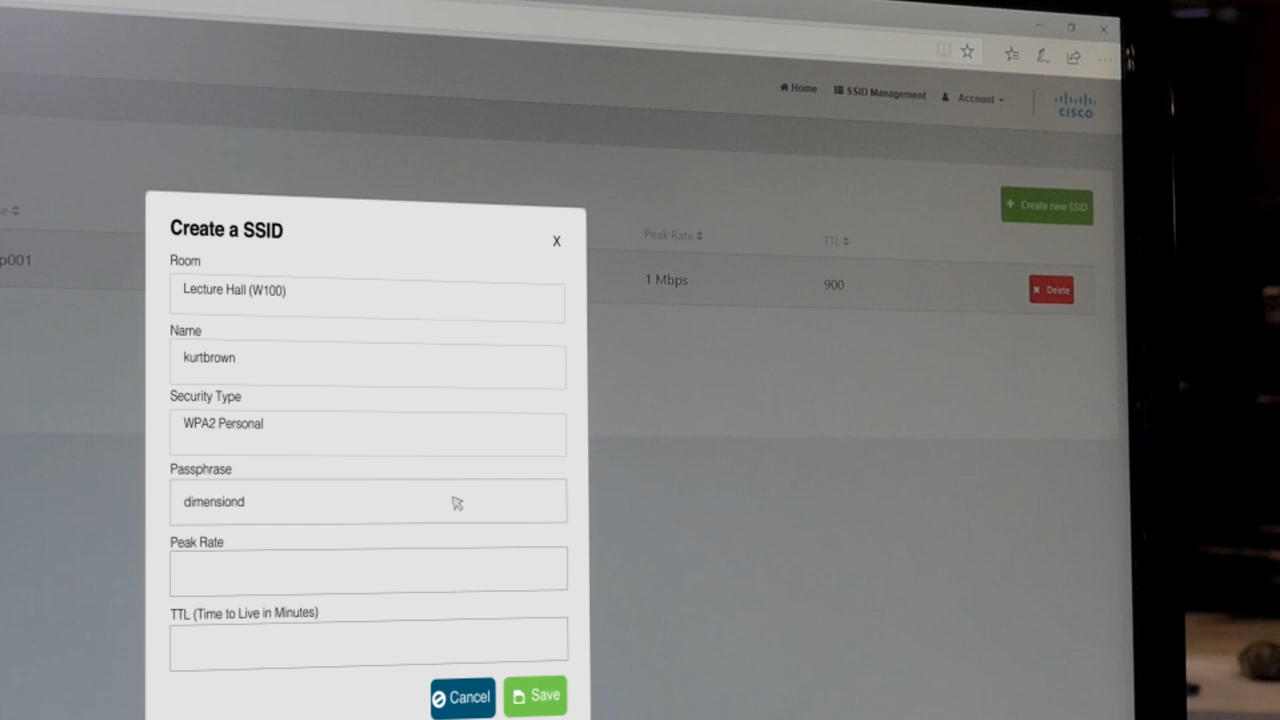 Home
SSID Management
Account
CISCO
Create new SSID
Peak Rate
TTL
p001
1 Mbps
900
Delete
Create a SSID
X
Room
Lecture Hall (W100)
Name
kurtbrown
Security Type
WPA2 Personal
Passphrase
dimensiond
Peak Rate
TTL (Time to Live in Minutes)
Cancel
Save